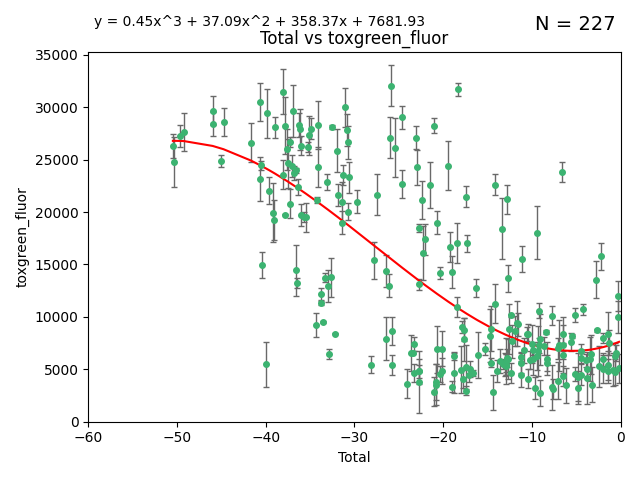 y = 0.45x^3 + 37.09x^2 + 358.37x + 7681.93
N = 227
Total vs toxgreen_fluor
35000
30000
25000
20000
15000
10000
5000
0
toxgreen_fluor
−60 −50 −40 −30 −20 −10 0
Total